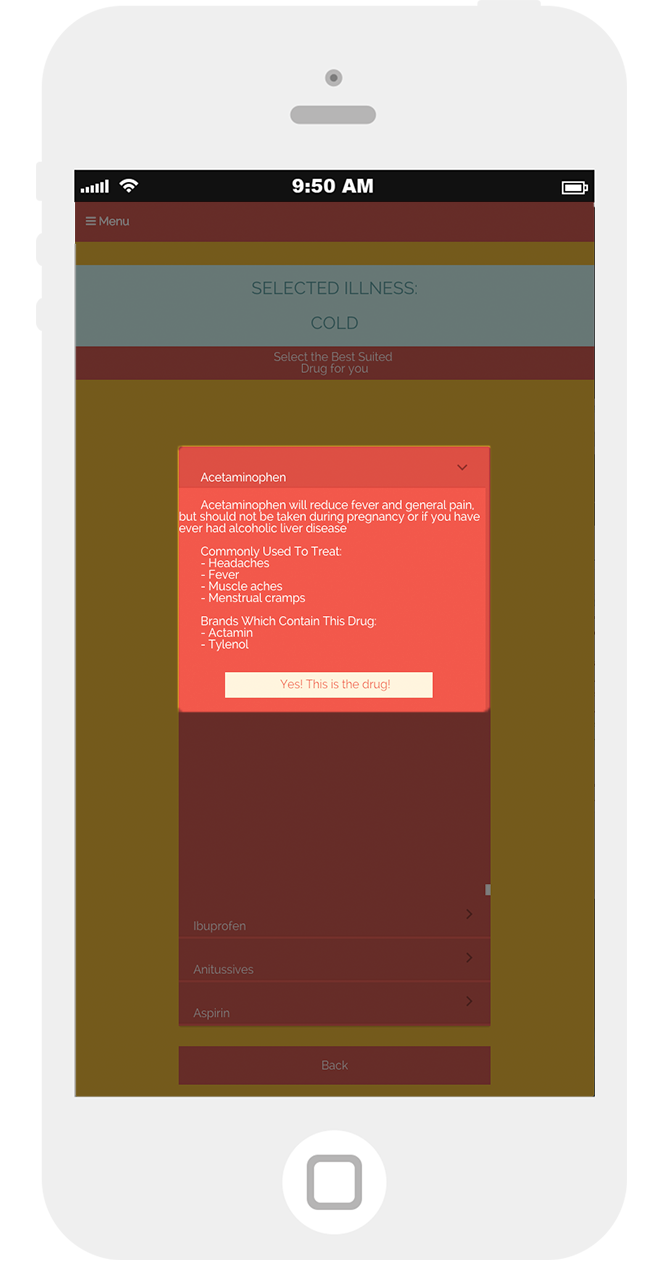 9:50 AM
Menu
SELECTED ILLNESS:
COLD
Select the Best Suited
Drug for you
Acetaminophen
Acetaminophen will reduce fever and general pain,
but should not be taken during pregnancy or if you have
ever had alcoholic liver disease
Commonly Used To Treat:
- Headaches
- Fever
- Muscle aches
- Menstrual cramps
Brands Which Contain This Drug:
- Actamin
- Tylenol
Yes! This is the drug!
Ibuprofen
Anitussives
Aspirin
Back